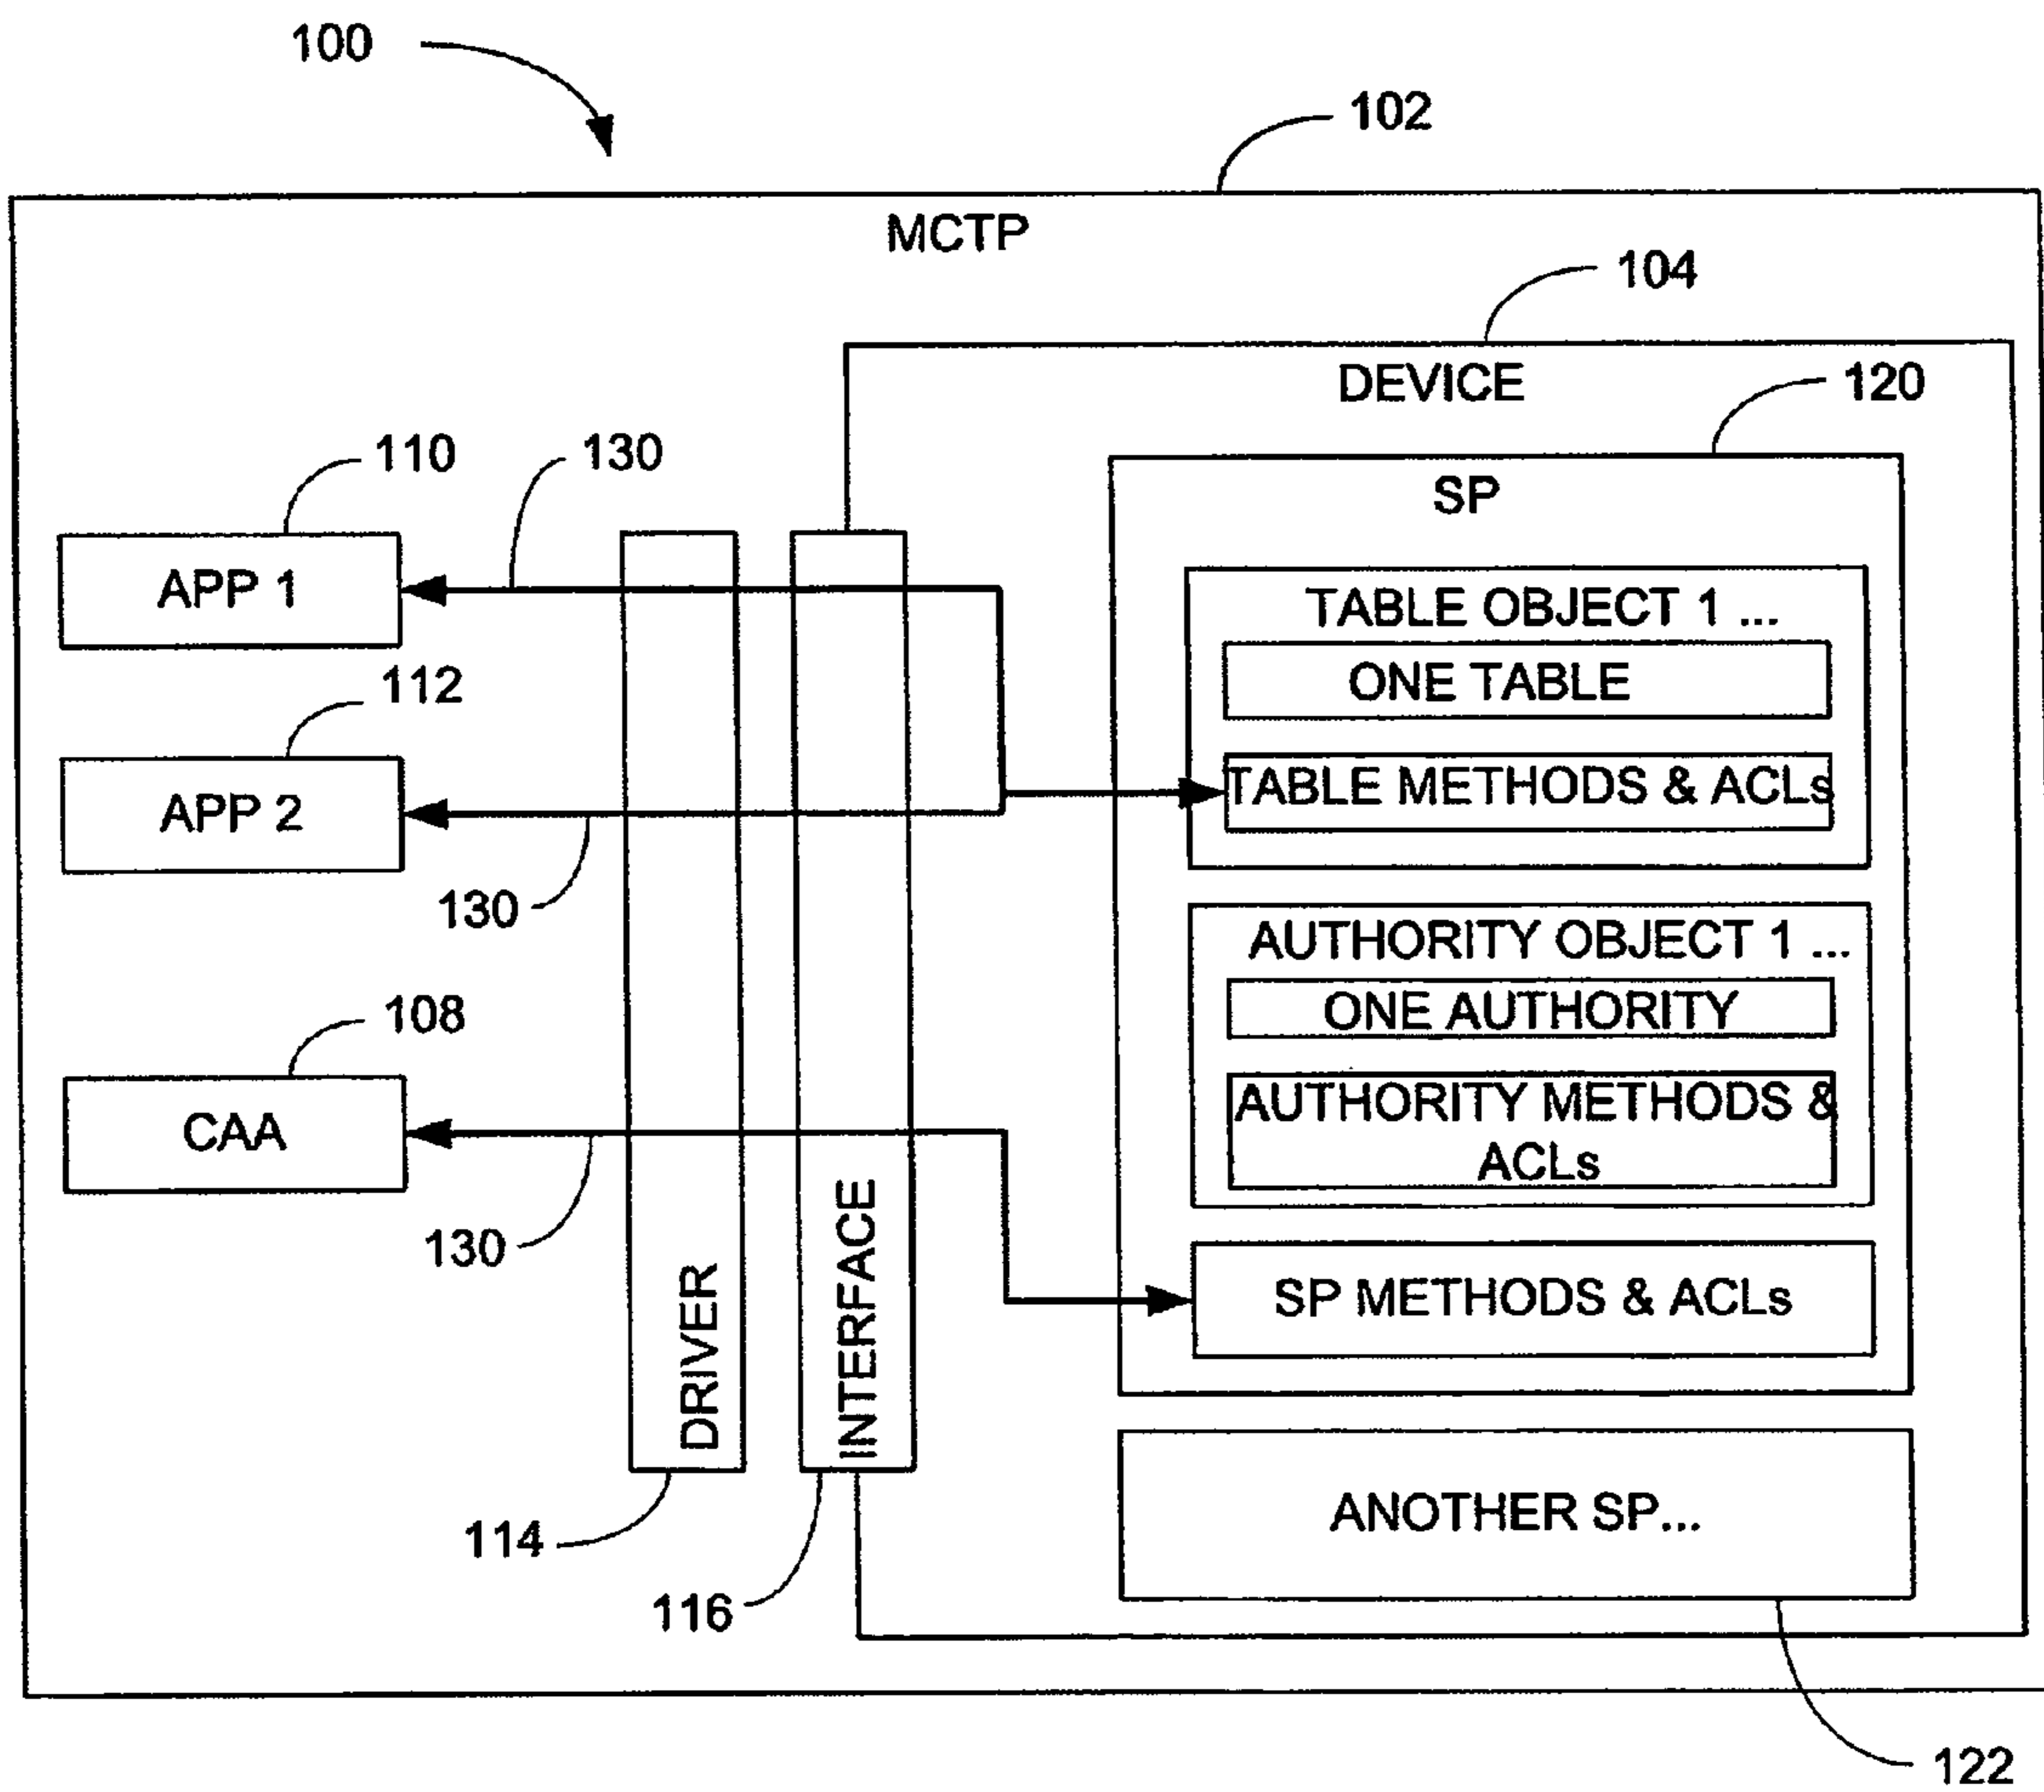 100
102
MCTP
104
DEVICE
120
110
130
SP
APP 1
TABLE OBJECT 1 ...
ONE TABLE
112
TABLE METHODS & ACLs
APP 2
130
AUTHORITY OBJECT 1 ...
ONE AUTHORITY
108
AUTHORITY METHODS &
ACLs
CAA
130
DRIVER
INTERFACE
SP METHODS & ACLs
114
ANOTHER SP...
116
122